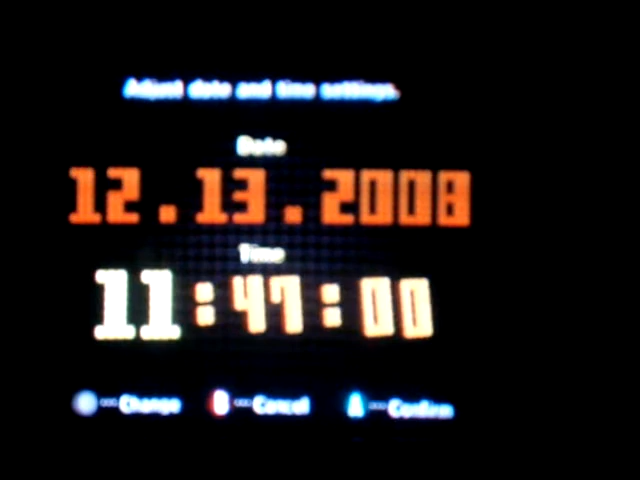 Adjust date and time settings.
Date
12.13.2008
Time
11:47:00
···Change B···Cancel A···Confirm